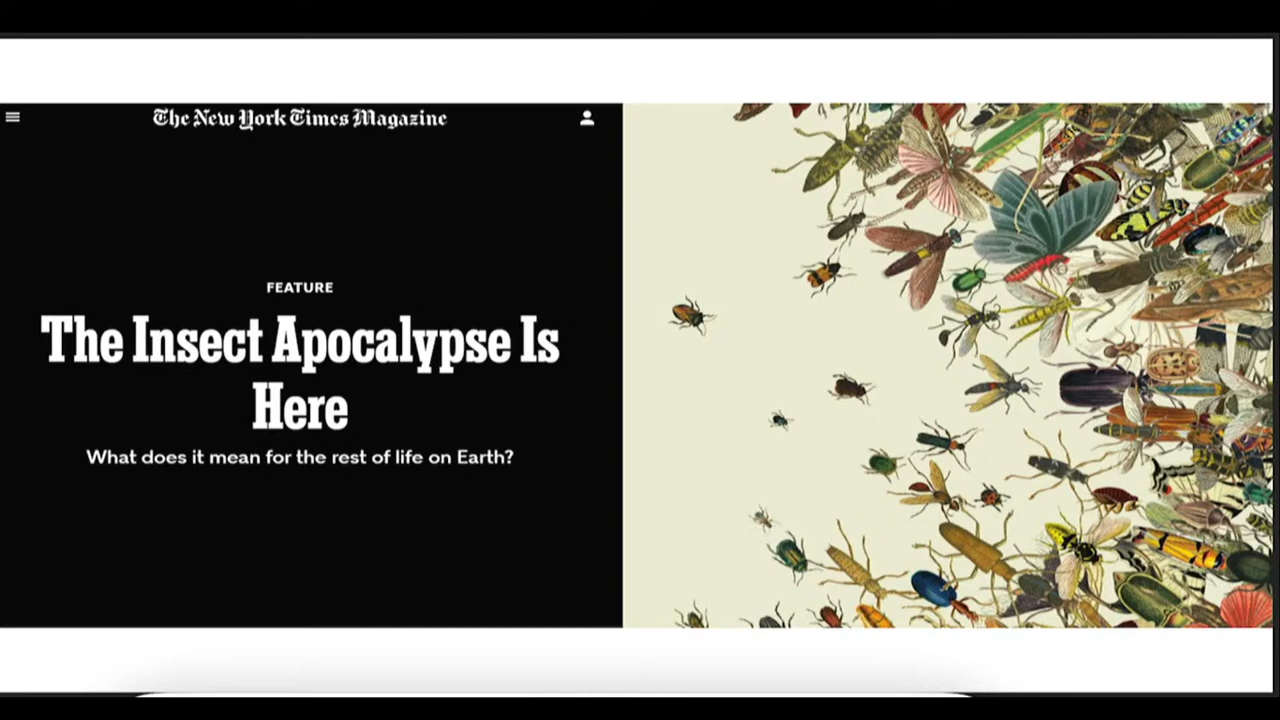 The New York Times Magazine
FEATURE
The Insect Apocalypse Is
Here
What does it mean for the rest of life on Earth?